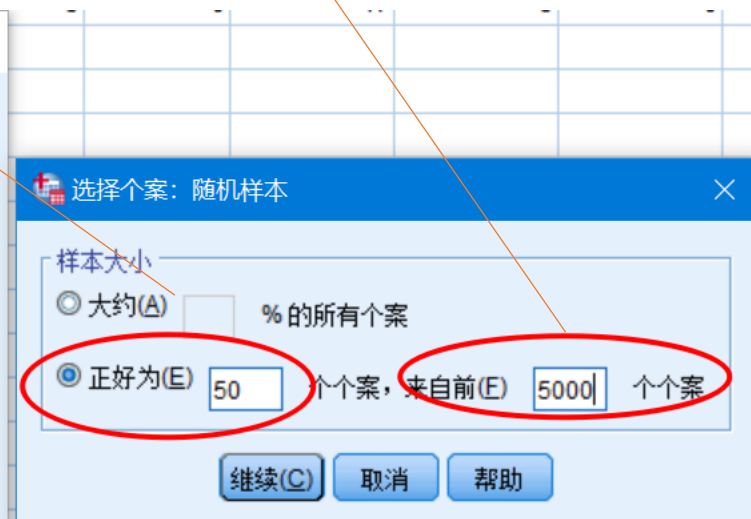 选择个案：随机样本
样本大小
大约(A) %的所有个案
正好为(E) 50 个个案，来自前(F) 5000 个个案
继续(C) 取消 帮助